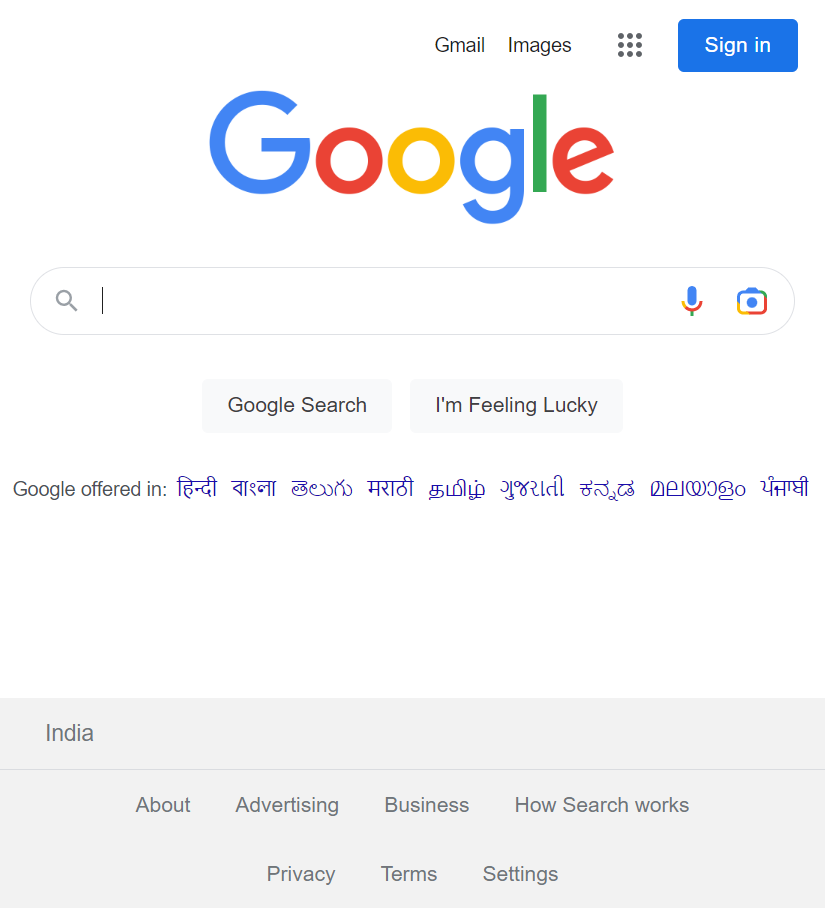 Gmail Images Sign in
Google
Google Search I'm Feeling Lucky
Google offered in: हिन्दी বাংলা తెలుగు मराठी தமிழ் ગુજરાતી ಕನ್ನಡ മലയാളം ਪੰਜਾਬੀ
India
About Advertising Business How Search works
Privacy Terms Settings